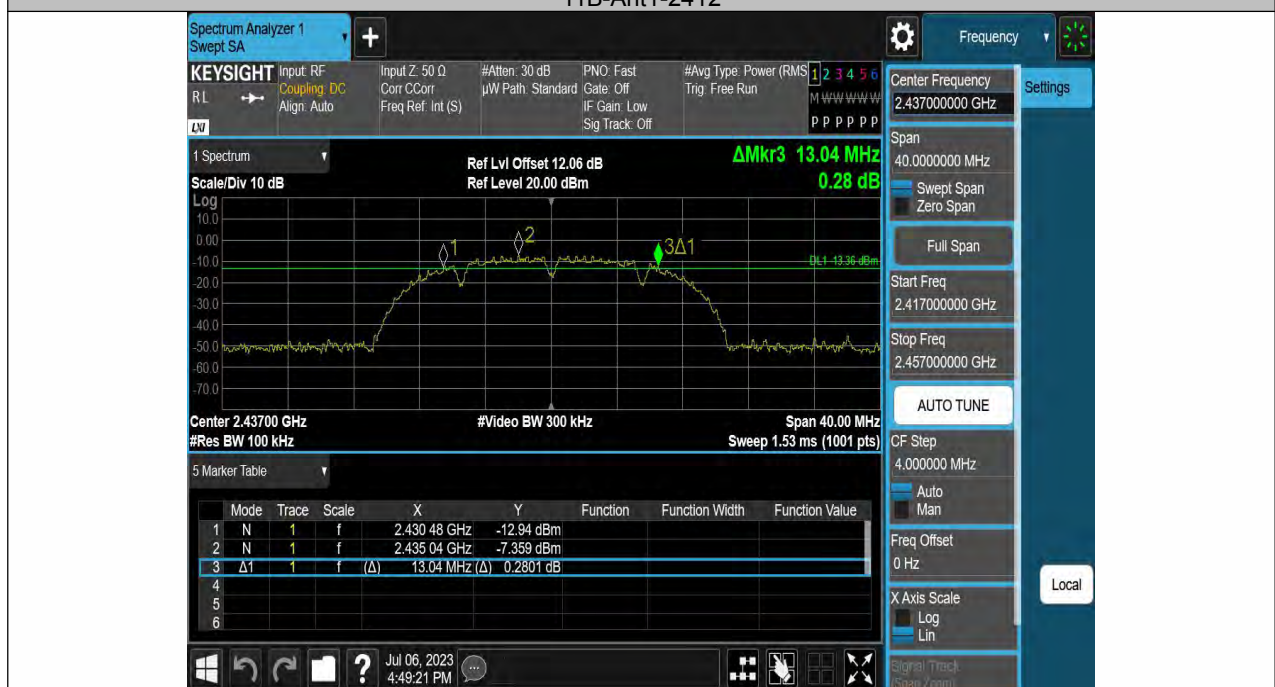 11B-Ant1-2412
Spectrum Analyzer 1
Swept SA
+
Frequency
KEYSIGHT
RL
LXI
Input: RF
Coupling: DC
Align: Auto
Input Z: 50 Ω
Corr CCorr
Freq Ref: Int (S)
#Atten: 30 dB
µW Path: Standard
PNO: Fast
Gate: Off
IF Gain: Low
Sig Track: Off
#Avg Type: Power (RMS
Trig: Free Run
1 2 3 4 5 6
M W W W W W
P P P P P P
1 Spectrum
Scale/Div 10 dB
Ref Lvl Offset 12.06 dB
Ref Level 20.00 dBm
ΔMkr3 13.04 MHz
0.28 dB
Log
10.0
0.00
-10.0
-20.0
-30.0
-40.0
-50.0
-60.0
-70.0
1
2
3Δ1
DL1 -13.36 dBm
Center 2.43700 GHz
#Video BW 300 kHz
Span 40.00 MHz
#Res BW 100 kHz
Sweep 1.53 ms (1001 pts)
5 Marker Table
Mode Trace Scale X Y Function Function Width Function Value
1 N 1 f 2.430 48 GHz -12.94 dBm
2 N 1 f 2.435 04 GHz -7.359 dBm
3 Δ1 1 f (Δ) 13.04 MHz (Δ) 0.2801 dB
4
5
6
Jul 06, 2023
4:49:21 PM
?
Center Frequency
2.437000000 GHz
Settings
Span
40.0000000 MHz
Swept Span
Zero Span
Full Span
Start Freq
2.417000000 GHz
Stop Freq
2.457000000 GHz
AUTO TUNE
CF Step
4.000000 MHz
Auto
Man
Freq Offset
0 Hz
X Axis Scale
Log
Lin
Local
Signal Track
(Span Zoom)